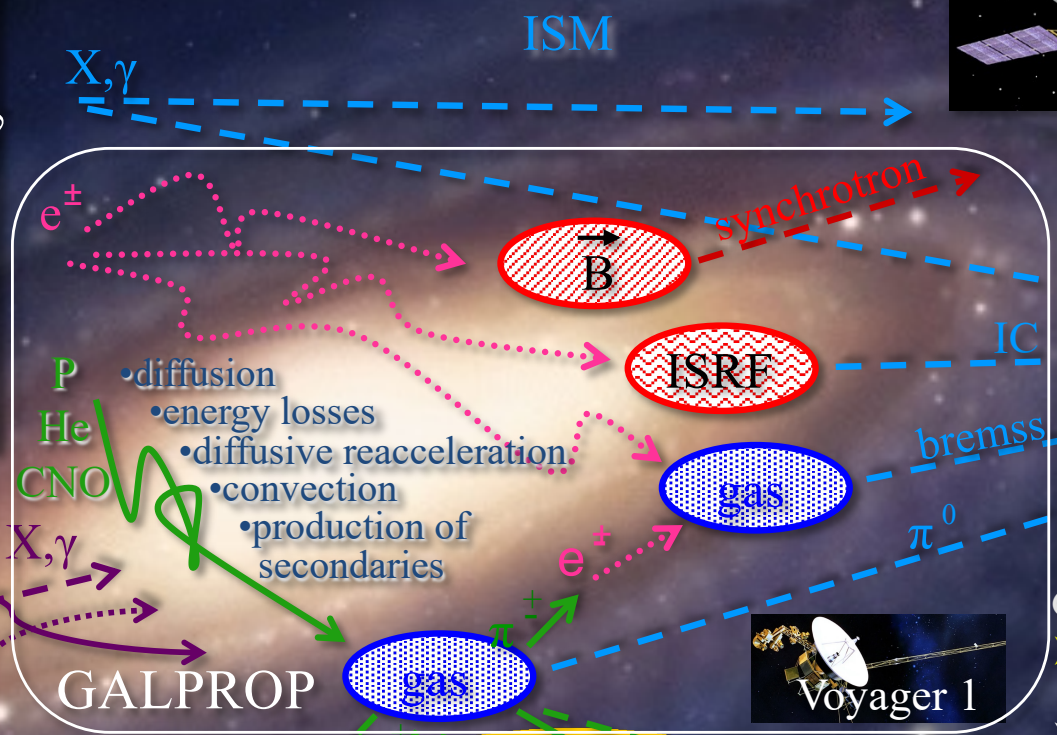 ISM
X,γ
e±
synchrotron
B
IC
ISRF
P
He
CNO
•diffusion
•energy losses
•diffusive reacceleration
•convection
•production of
secondaries
bremss
gas
π0
X,γ
e±
π±
gas
GALPROP
Voyager 1